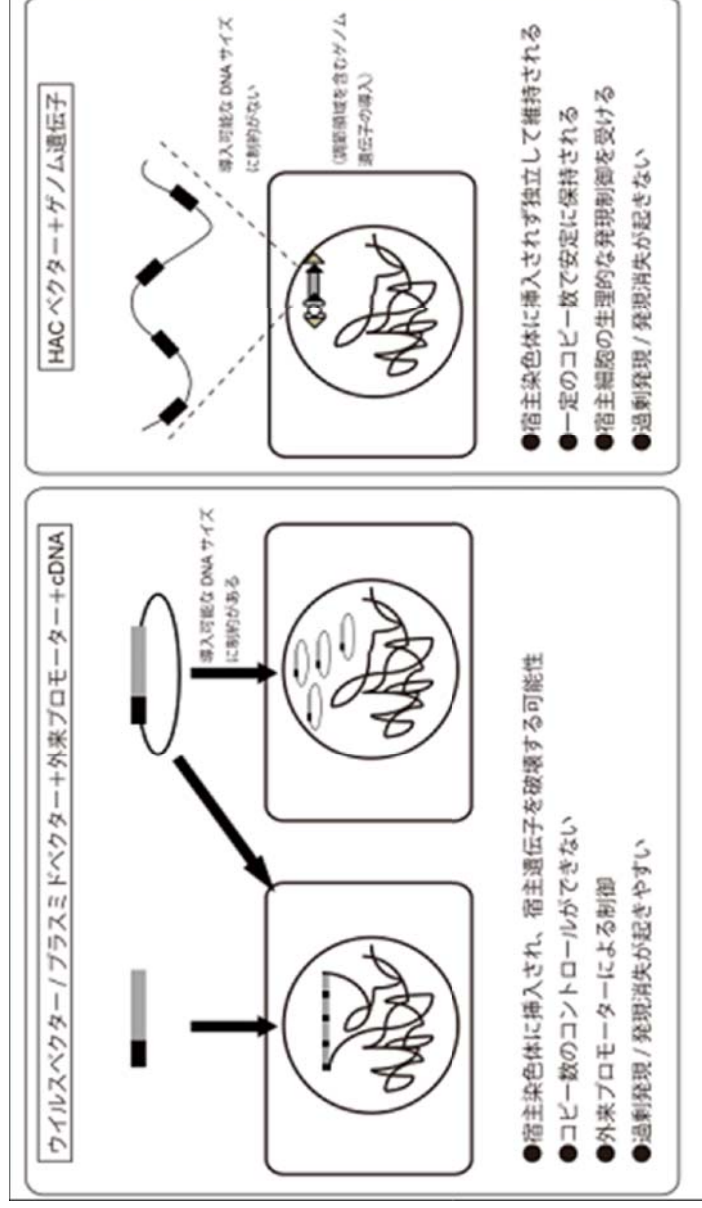 ウイルスベクター / プラスミドベクター＋外来プロモーター＋cDNA
導入可能な DNA サイズ
に制約がある
●宿主染色体に挿入され、宿主遺伝子を破壊する可能性
●コピー数のコントロールができない
●外来プロモーターによる制御
●過剰発現 / 発現消失が起きやすい
HAC ベクター＋ゲノム遺伝子
導入可能な DNA サイズ
に制約がない
(調節領域を含むゲノム
遺伝子の導入)
●宿主染色体に挿入されず独立して維持される
●一定のコピー数で安定に保持される
●宿主細胞の生理的な発現制御を受ける
●過剰発現 / 発現消失が起きない